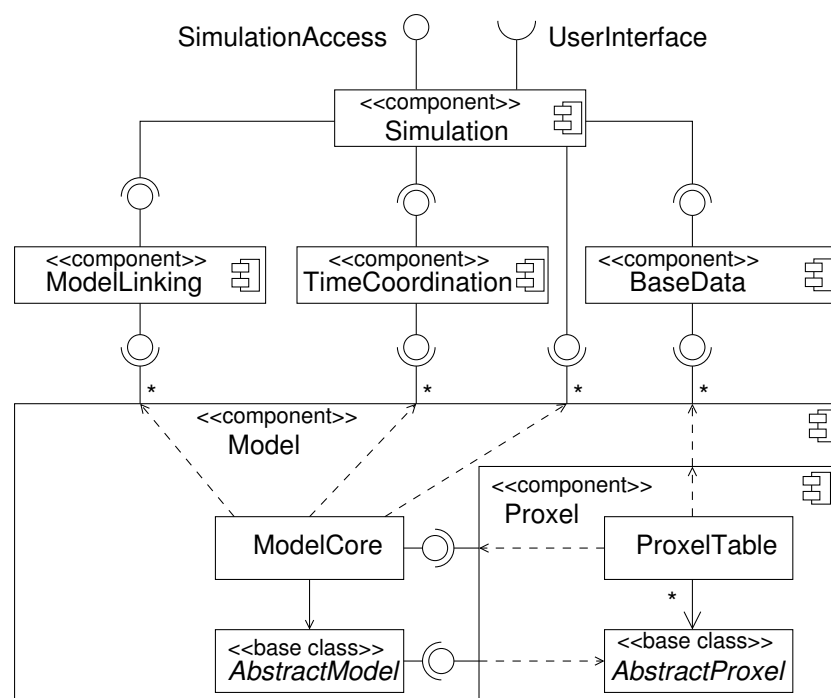 SimulationAccess
UserInterface
<<component>>
Simulation
<<component>>
ModelLinking
<<component>>
TimeCoordination
<<component>>
BaseData
*
*
*
*
<<component>>
Model
<<component>>
Proxel
ModelCore
ProxelTable
*
<<base class>>
AbstractModel
<<base class>>
AbstractProxel